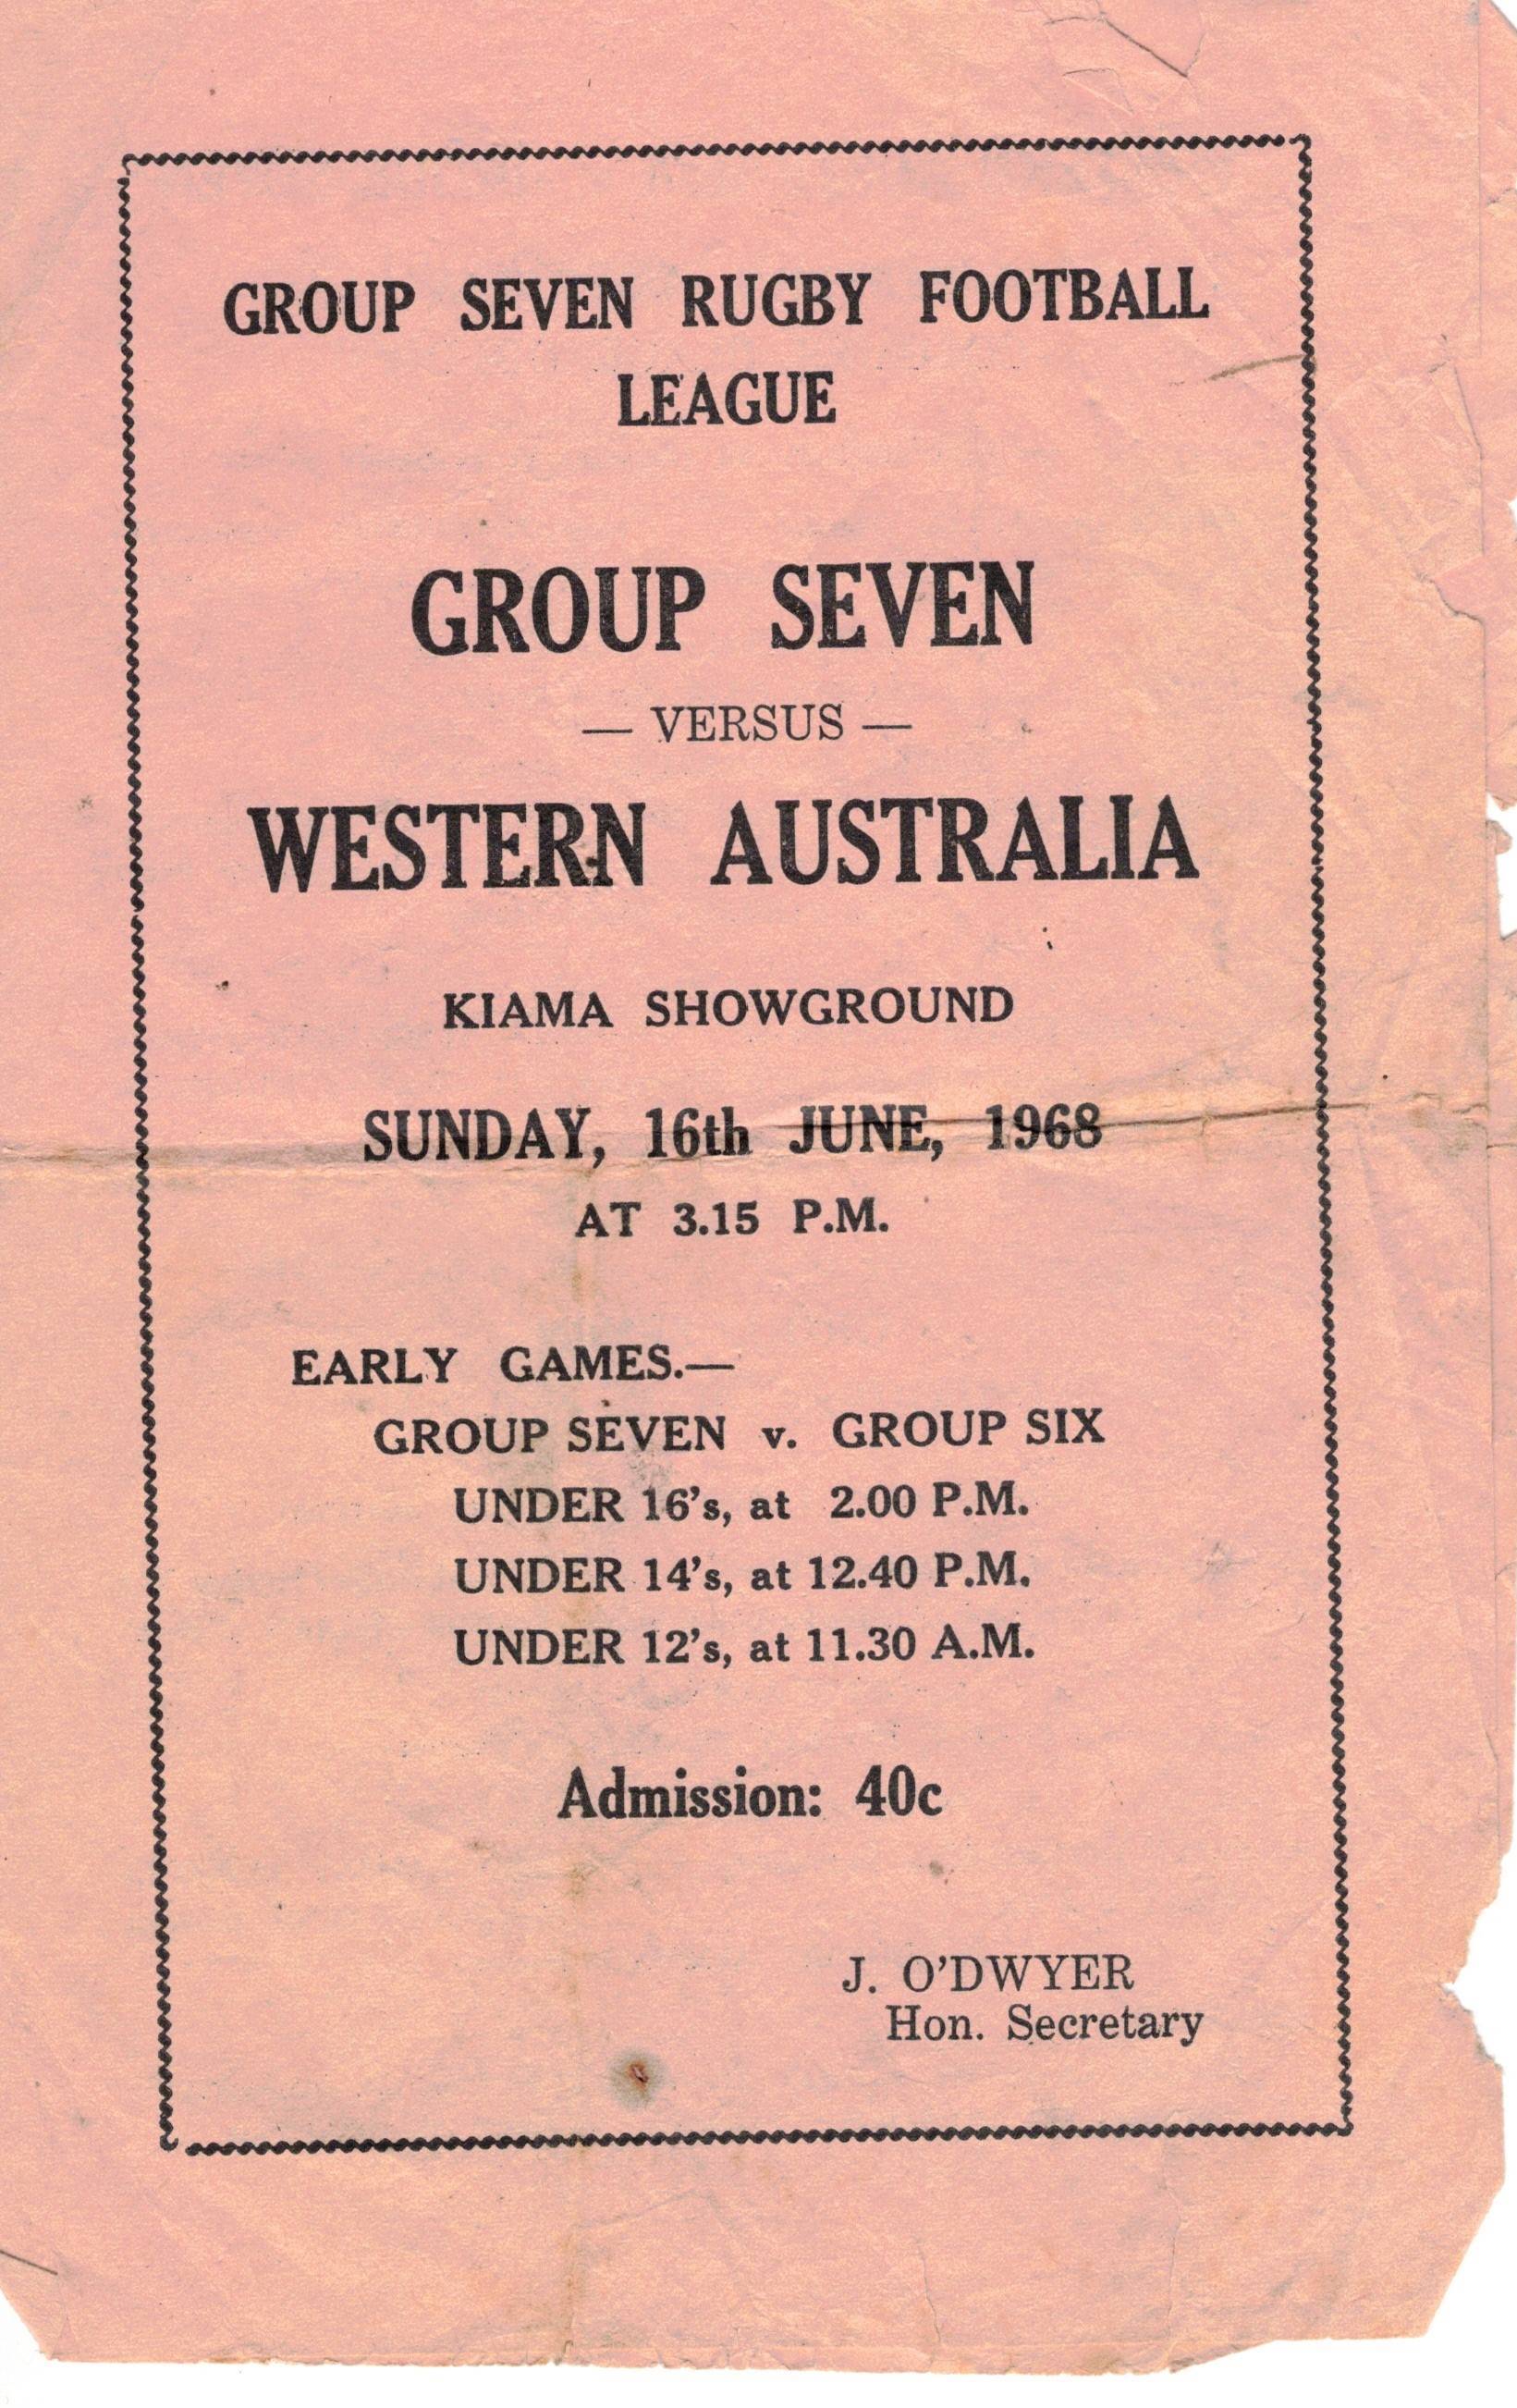 GROUP SEVEN RUGBY FOOTBALL
LEAGUE
GROUP SEVEN
— VERSUS —
WESTERN AUSTRALIA
KIAMA SHOWGROUND
SUNDAY, 16th JUNE, 1968
AT 3.15 P.M.
EARLY GAMES.—
GROUP SEVEN v. GROUP SIX
UNDER 16's, at 2.00 P.M.
UNDER 14's, at 12.40 P.M.
UNDER 12's, at 11.30 A.M.
Admission: 40c
J. O'DWYER
Hon. Secretary